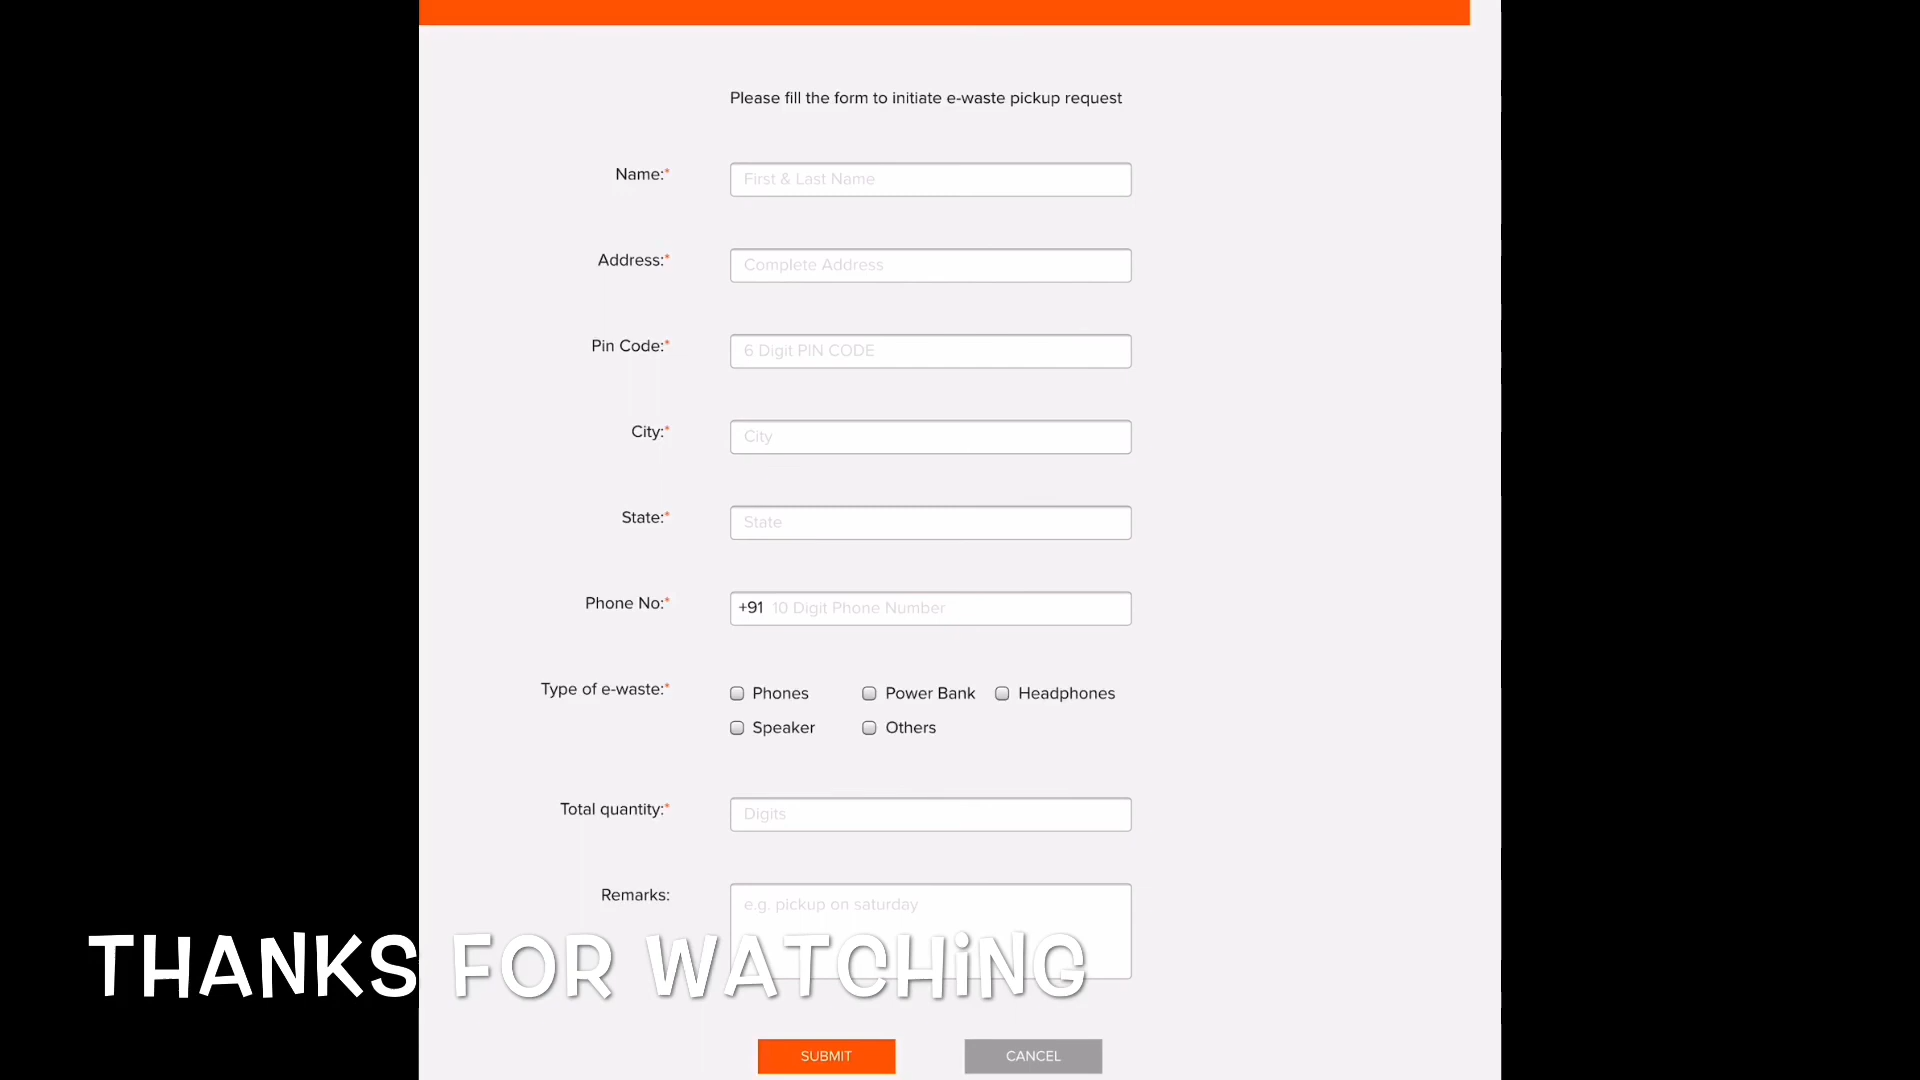 Please fill the form to initiate e-waste pickup request
Name:* First & Last Name
Address:* Complete Address
Pin Code:* 6 Digit PIN CODE
City:* City
State:* State
Phone No:* +91 10 Digit Phone Number
Type of e-waste:* Phones Power Bank Headphones
Speaker Others
Total quantity:* Digits
Remarks: e.g. pickup on saturday
THANKS FOR WATCHiNG
SUBMIT CANCEL